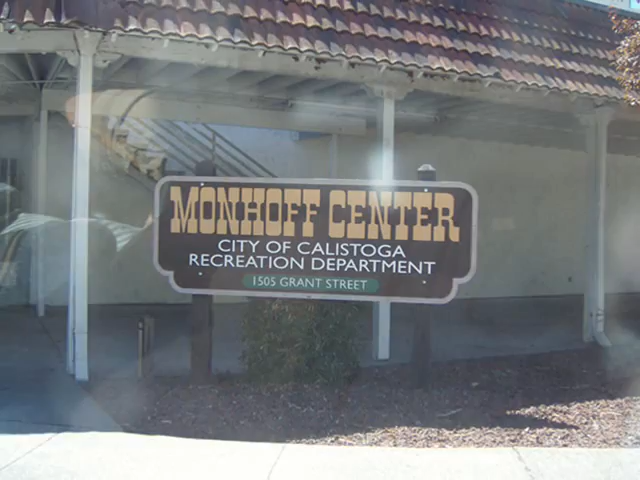 MONHOFF CENTER
CITY OF CALISTOGA
RECREATION DEPARTMENT
1505 GRANT STREET